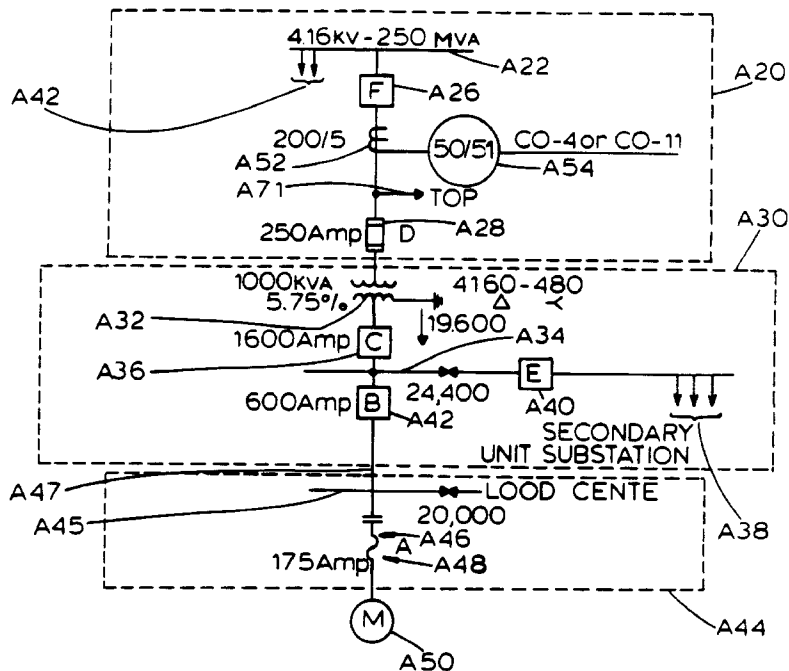 4.16KV-250 MVA
A22
A20
A42
F
A26
200/5
50/51
CO-4 or CO-11
A52
A54
A71
TOP
250Amp
D
A28
A30
1000KVA
5.75%
4160-480
Δ Y
A32
19.600
A34
1600Amp
C
A36
24,400
E
600Amp
B
A42
A40
SECONDARY
UNIT SUBSTATION
A47
LOOD CENTE
A45
20,000
A46
A38
A
175Amp
A48
M
A44
A50